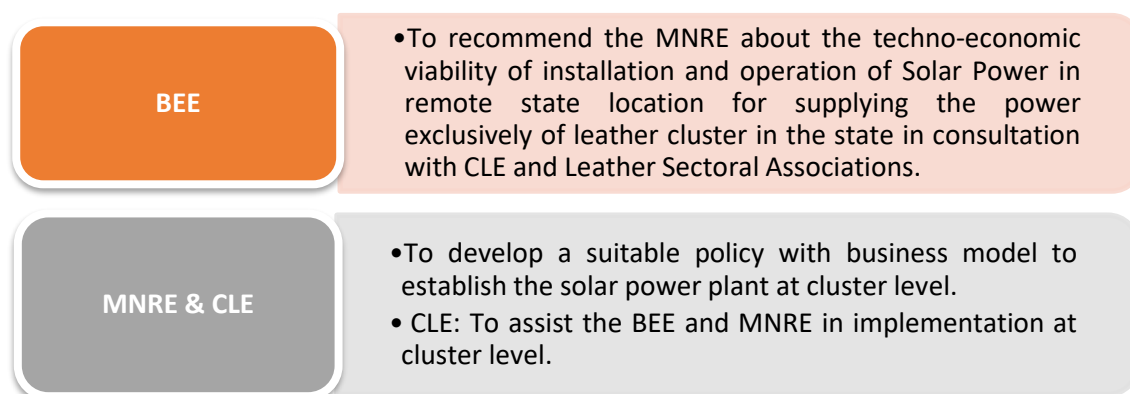 BEE
•To recommend the MNRE about the techno-economic
viability of installation and operation of Solar Power in
remote state location for supplying the power
exclusively of leather cluster in the state in consultation
with CLE and Leather Sectoral Associations.
MNRE & CLE
•To develop a suitable policy with business model to
establish the solar power plant at cluster level.
• CLE: To assist the BEE and MNRE in implementation at
cluster level.